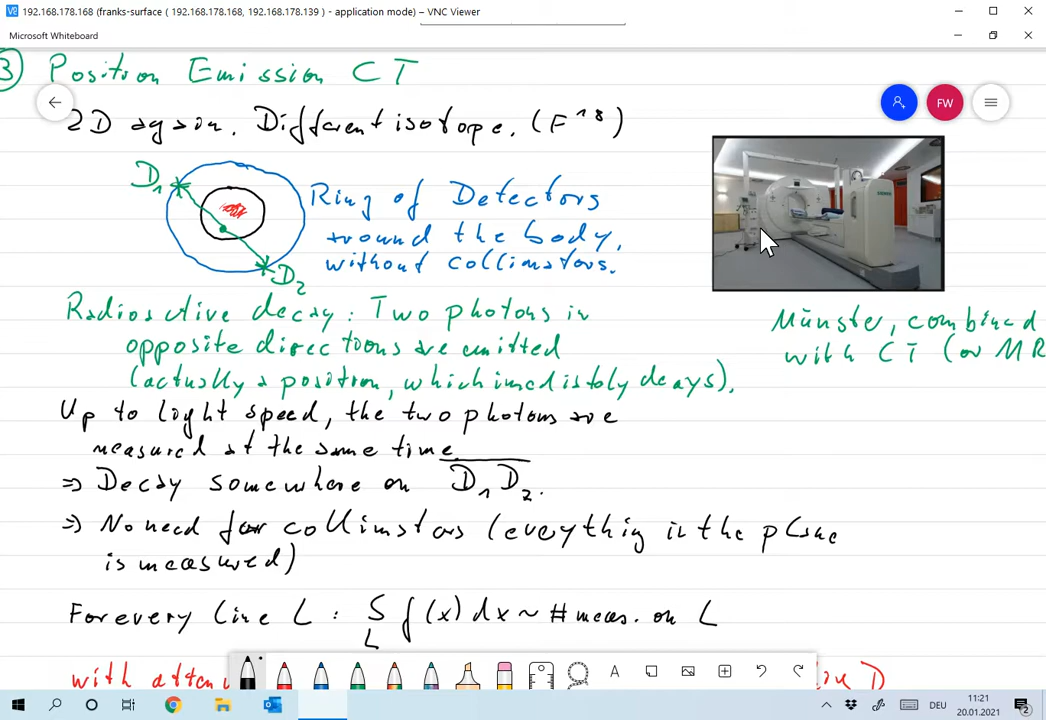 192.168.178.168 (franks-surface ( 192.168.178.168, 192.168.178.139 ) - application mode) – VNC Viewer
Microsoft Whiteboard
3 Positron Emission CT
2D again. Different isotope. (F^18)
FW
D1
Ring of Detectors
around the body,
without collimators.
D2
Radioactive decay: Two photons in
opposite directions are emitted
(actually a positron, which imediately decays).
Münster, combined
with CT (or MR
Up to light speed, the two photons are
measured at the same time
⇒ Decay somewhere on D1D2.
⇒ No need for collimators (everything in the plane
is measured)
For every line L : ∫_L f(x) dx ~ #meas. on L
with atten
D
A
DEU
11:21
20.01.2021
2